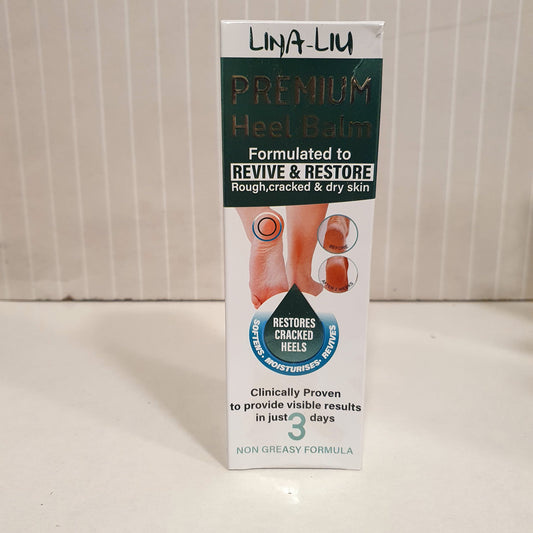 LINA-LIU
PREMIUM
Heel Balm
Formulated to
REVIVE & RESTORE
Rough,cracked & dry skin
BEFORE
RESTORES
CRACKED
HEELS
SOFTENS. MOISTURISES. REVIVES
Clinically Proven
to provide visible results
in just 3 days
NON GREASY FORMULA